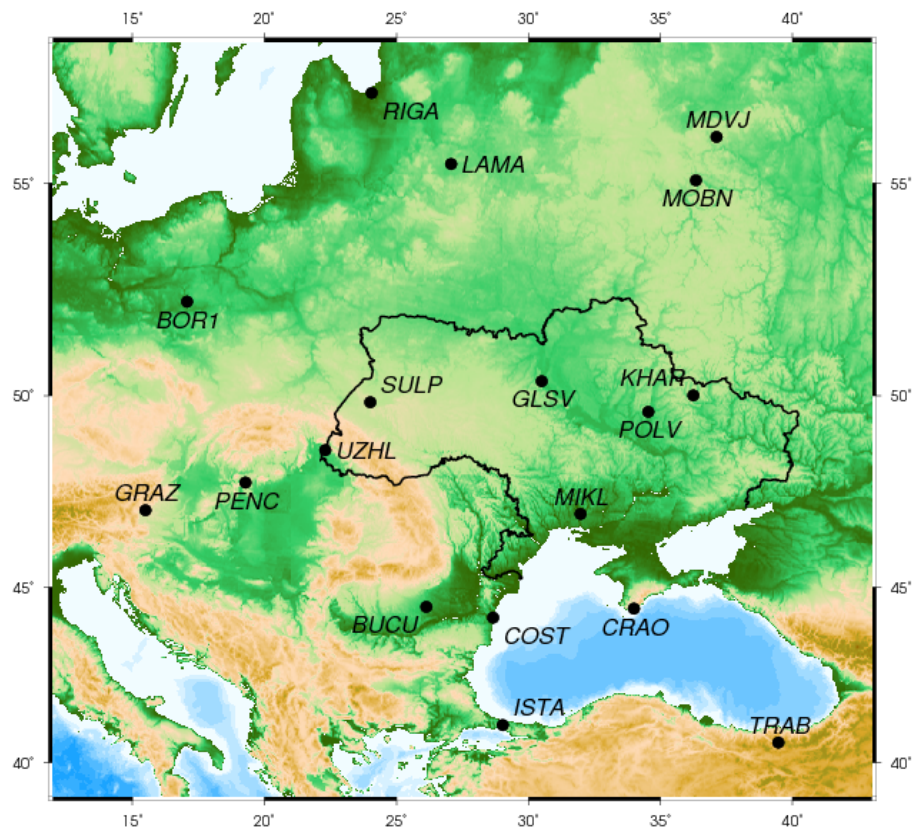 15° 20° 25° 30° 35° 40°
RIGA
MDVJ
LAMA
55° 55°
MOBN
BOR1
KHAR
SULP
50° GLSV 50°
POLV
UZHL
GRAZ
PENC
MIKL
45° 45°
BUCU
COST
CRAO
ISTA
TRAB
40° 40°
15° 20° 25° 30° 35° 40°